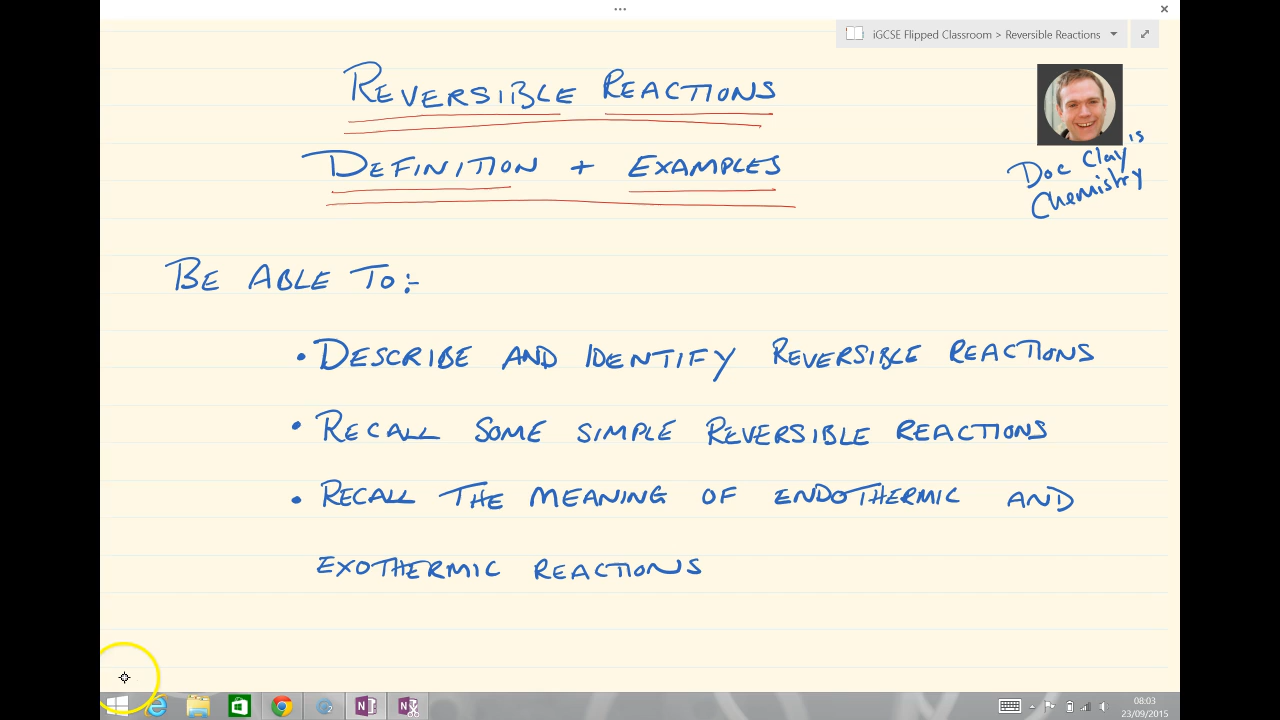 iGCSE Flipped Classroom > Reversible Reactions
REVERSIBLE REACTIONS
DEFINITION + EXAMPLES
Doc Clay's
Chemistry
BE ABLE TO:-
• DESCRIBE AND IDENTIFY REVERSIBLE REACTIONS
• RECALL SOME SIMPLE REVERSIBLE REACTIONS
• RECALL THE MEANING OF ENDOTHERMIC AND
EXOTHERMIC REACTIONS
08:03
23/09/2015